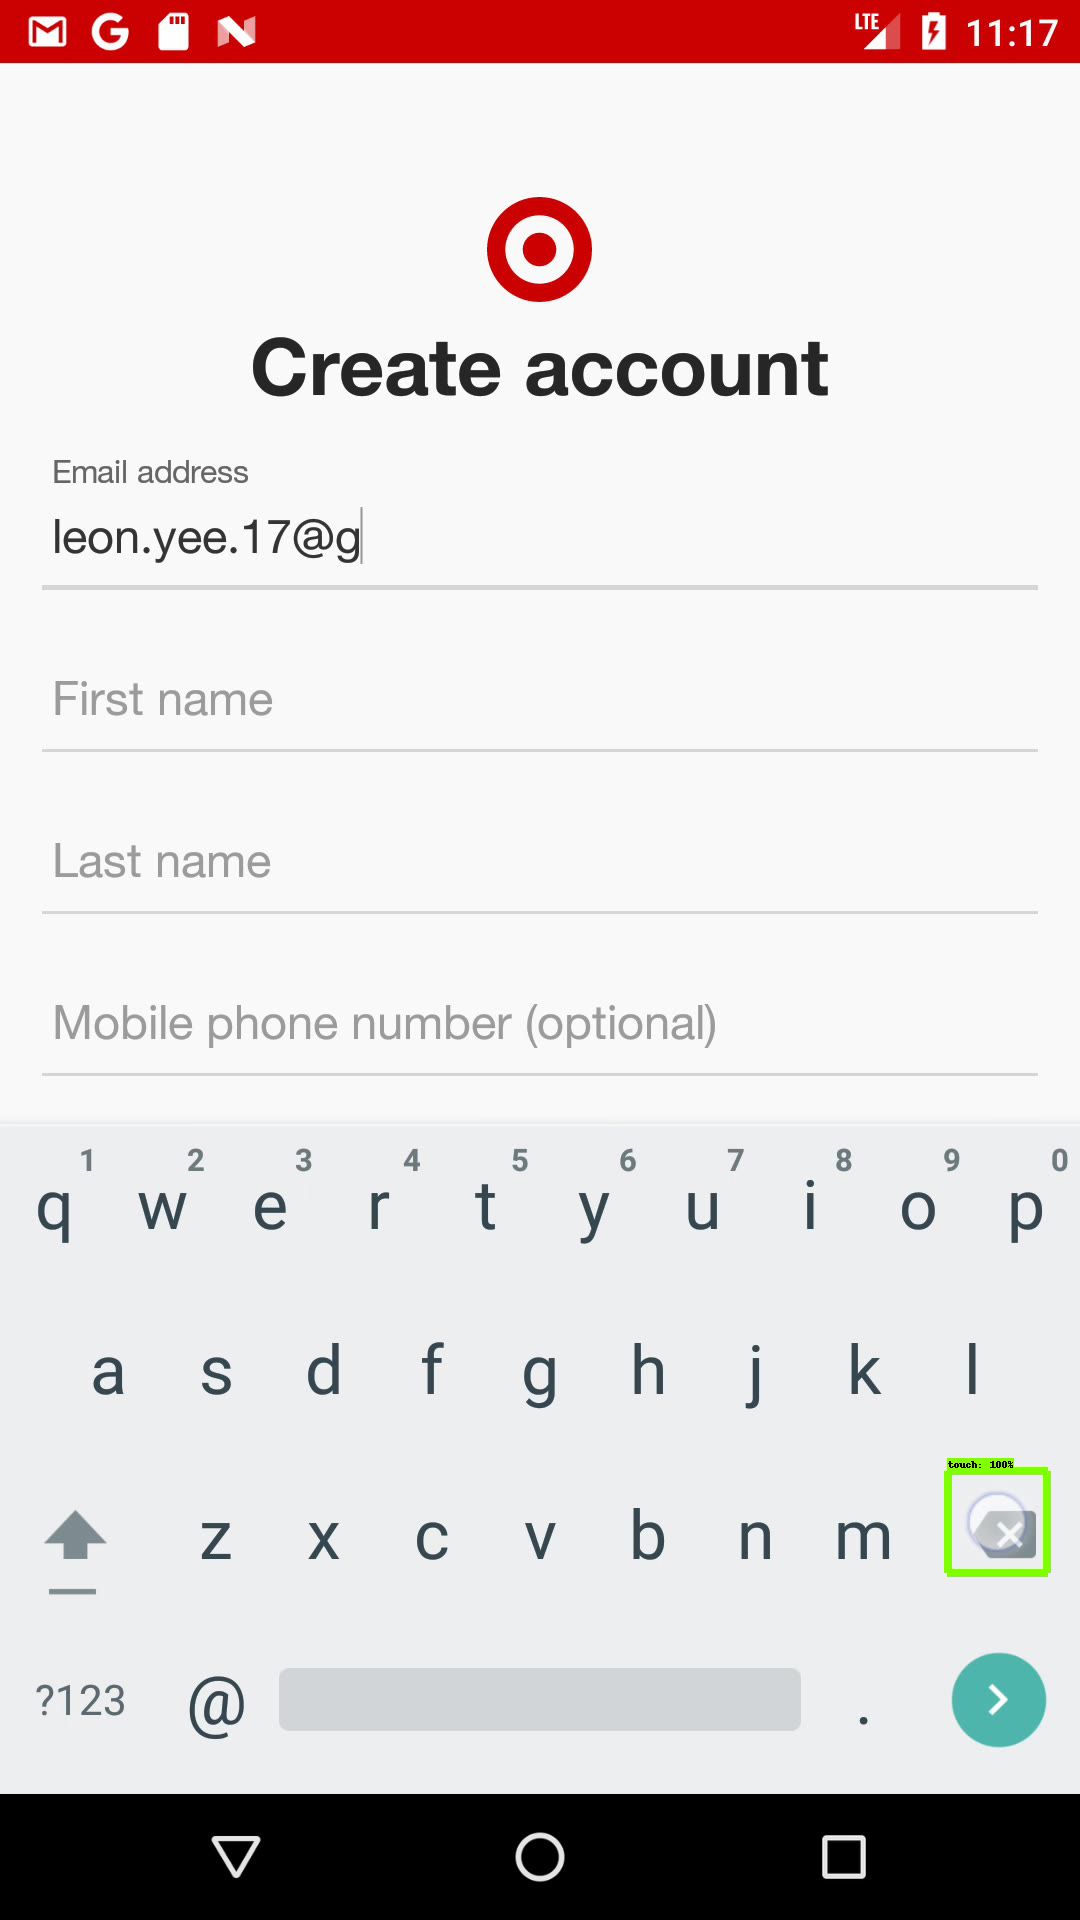 LTE 11:17
Create account
Email address
leon.yee.17@g
First name
Last name
Mobile phone number (optional)
1 2 3 4 5 6 7 8 9 0
q w e r t y u i o p
a s d f g h j k l
touch: 100%
z x c v b n m
?123 @ .